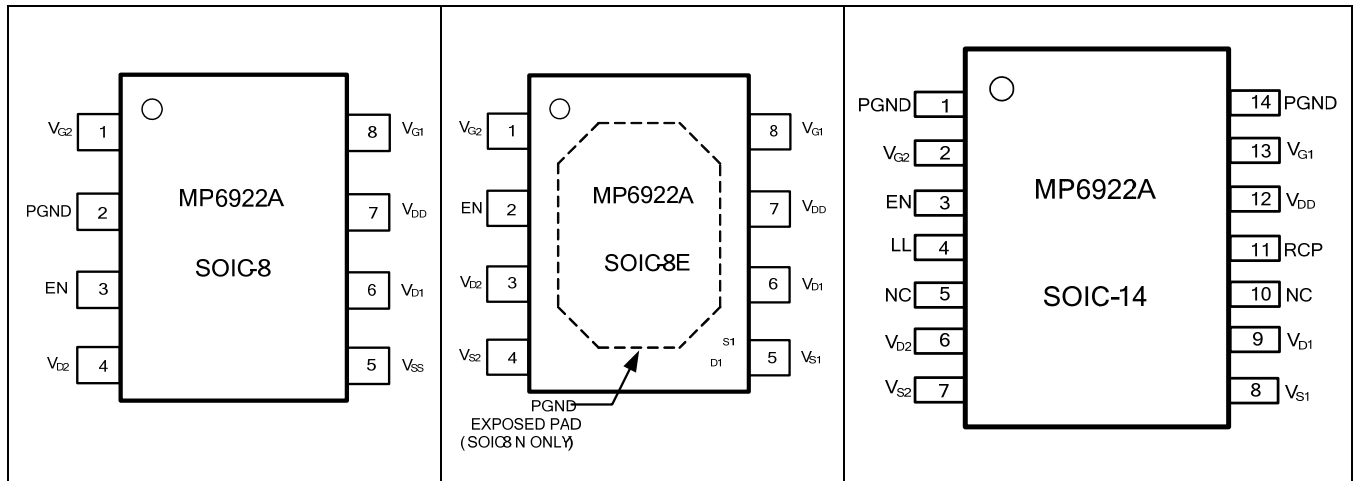 VG2 1
PGND 2
EN 3
VD2 4
MP6922A
SOIC-8
8 VG1
7 VDD
6 VD1
5 VSS
VG2 1
EN 2
VD2 3
VS2 4
MP6922A
SOIC-8E
8 VG1
7 VDD
6 VD1
5 VS1
S1
D1
PGND
EXPOSED PAD
(SOIC8 N ONLY)
PGND 1
VG2 2
EN 3
LL 4
NC 5
VD2 6
VS2 7
MP6922A
SOIC-14
14 PGND
13 VG1
12 VDD
11 RCP
10 NC
9 VD1
8 VS1